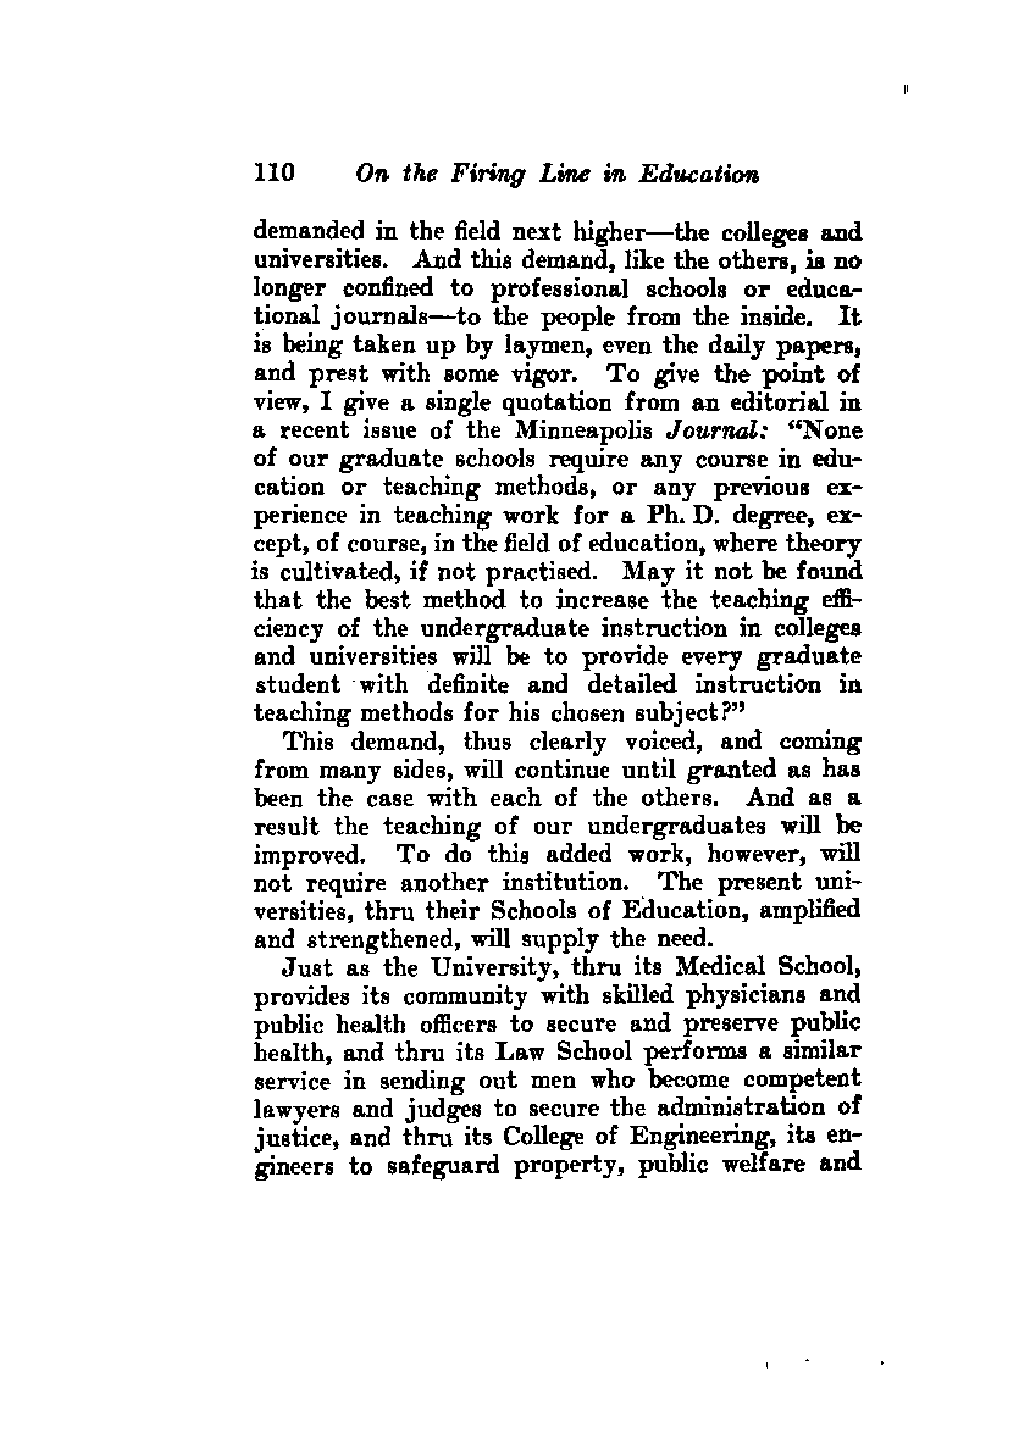 110 On the Firing Line in Education
demanded in the field next higher—the colleges and
universities. And this demand, like the others, is no
longer confined to professional schools or educa-
tional journals—to the people from the inside. It
is being taken up by laymen, even the daily papers,
and prest with some vigor. To give the point of
view, I give a single quotation from an editorial in
a recent issue of the Minneapolis Journal: “None
of our graduate schools require any course in edu-
cation or teaching methods, or any previous ex-
perience in teaching work for a Ph. D. degree, ex-
cept, of course, in the field of education, where theory
is cultivated, if not practised. May it not be found
that the best method to increase the teaching effi-
ciency of the undergraduate instruction in colleges
and universities will be to provide every graduate
student with definite and detailed instruction in
teaching methods for his chosen subject?”
This demand, thus clearly voiced, and coming
from many sides, will continue until granted as has
been the case with each of the others. And as a
result the teaching of our undergraduates will be
improved. To do this added work, however, will
not require another institution. The present uni-
versities, thru their Schools of Education, amplified
and strengthened, will supply the need.
Just as the University, thru its Medical School,
provides its community with skilled physicians and
public health officers to secure and preserve public
health, and thru its Law School performs a similar
service in sending out men who become competent
lawyers and judges to secure the administration of
justice, and thru its College of Engineering, its en-
gineers to safeguard property, public welfare and